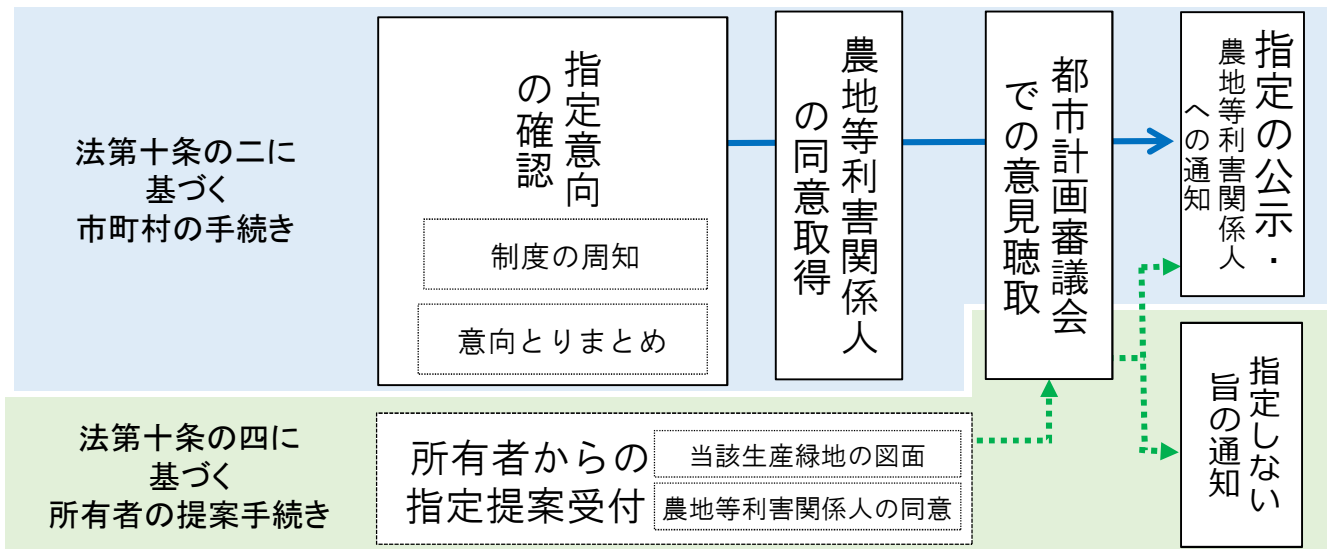 法第十条の二に
基づく
市町村の手続き
指定意向
の確認
制度の周知
意向とりまとめ
農地等利害関係人
の同意取得
都市計画審議会
での意見聴取
指定の公示・
農地等利害関係人
への通知
法第十条の四に
基づく
所有者の提案手続き
所有者からの
指定提案受付
当該生産緑地の図面
農地等利害関係人の同意
指定しない
旨の通知